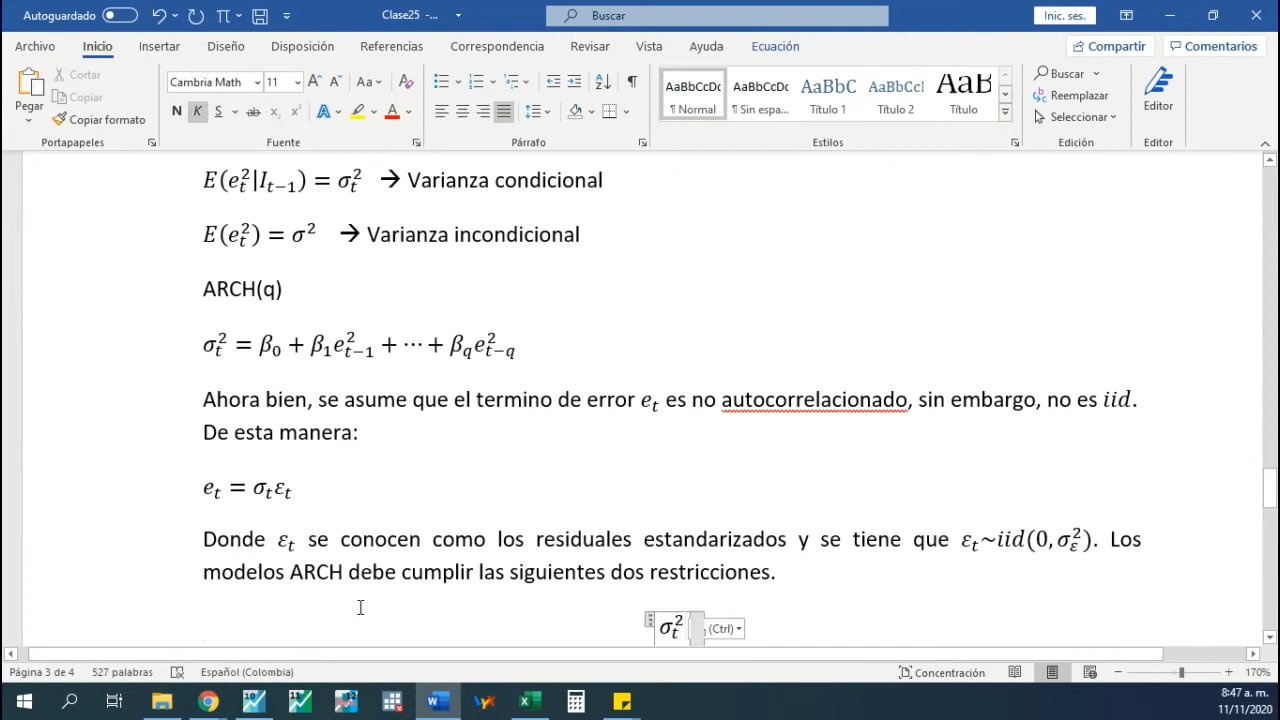 Autoguardado
Clase25 -...
Buscar
Inic. ses.
Archivo Inicio Insertar Diseño Disposición Referencias Correspondencia Revisar Vista Ayuda Ecuación
Compartir Comentarios
Pegar
Cortar
Copiar
Copiar formato
Cambria Math 11
N K S ab x x
AaBbCcDc AaBbCcDc AaBbC AaBbCcl AaB
¶ Normal ¶ Sin espa... Título 1 Título 2 Título
Buscar
Reemplazar
Seleccionar
Editor
Portapapeles Fuente Párrafo Estilos Edición Editor
E(e_t^2|I_{t−1}) = σ_t^2 → Varianza condicional
E(e_t^2) = σ^2 → Varianza incondicional
ARCH(q)
σ_t^2 = β_0 + β_1e_{t−1}^2 + ⋯ + β_qe_{t−q}^2
Ahora bien, se asume que el termino de error e_t es no autocorrelacionado, sin embargo, no es iid.
De esta manera:
e_t = σ_tε_t
Donde ε_t se conocen como los residuales estandarizados y se tiene que ε_t~iid(0, σ_ε^2). Los
modelos ARCH debe cumplir las siguientes dos restricciones.
σ_t^2
(Ctrl)
Página 3 de 4 527 palabras Español (Colombia) Concentración 170%
8:47 a. m.
11/11/2020